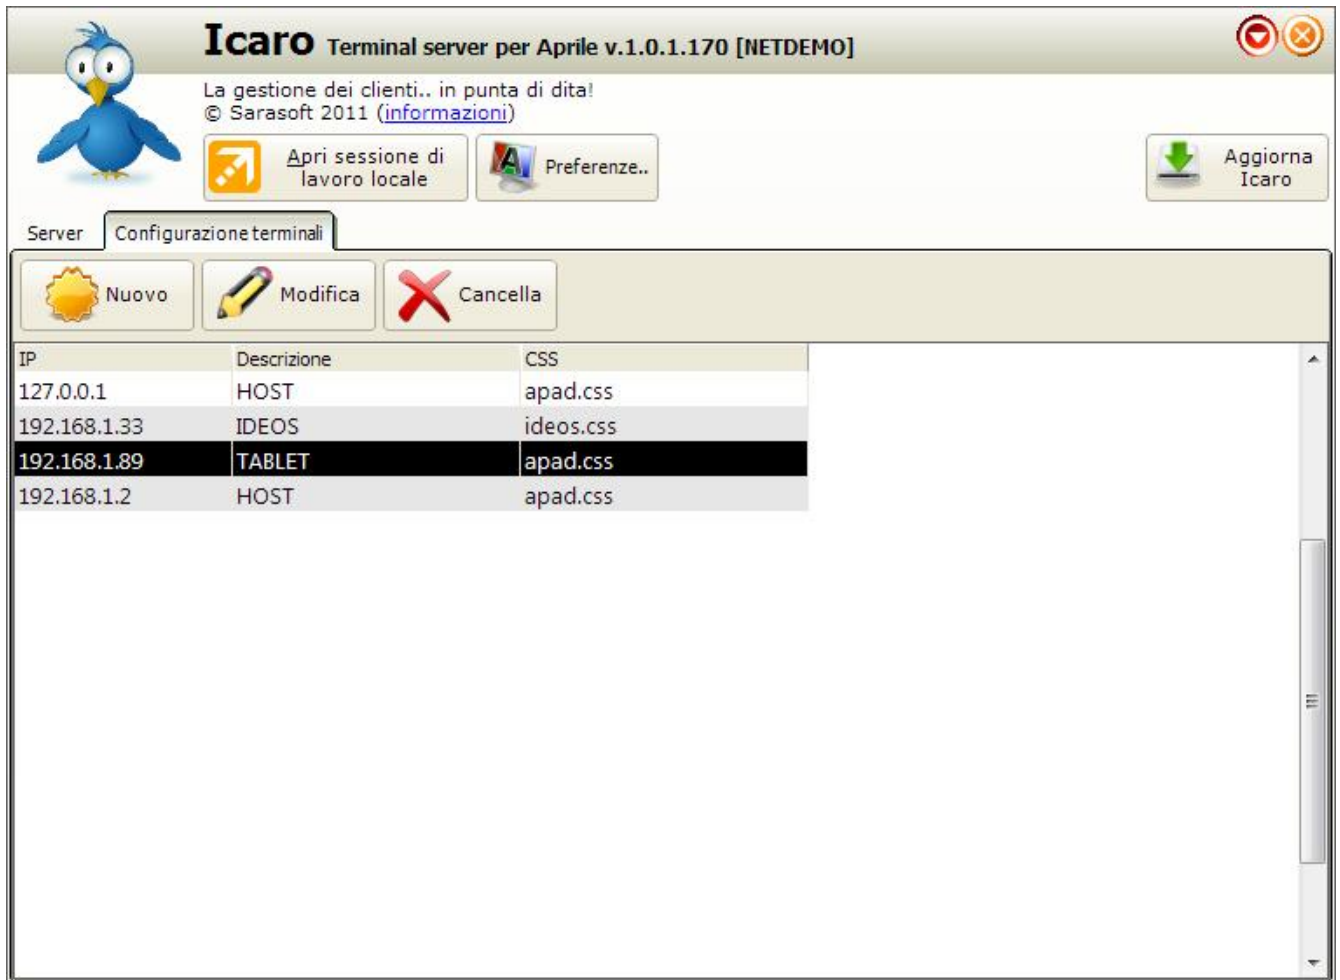 Icaro Terminal server per Aprile v.1.0.1.170 [NETDEMO]
La gestione dei clienti.. in punta di dita!
© Sarasoft 2011 (informazioni)
Apri sessione di
lavoro locale
Preferenze..
Aggiorna
Icaro
Server Configurazione terminali
Nuovo Modifica Cancella
IP Descrizione CSS
127.0.0.1 HOST apad.css
192.168.1.33 IDEOS ideos.css
192.168.1.89 TABLET apad.css
192.168.1.2 HOST apad.css